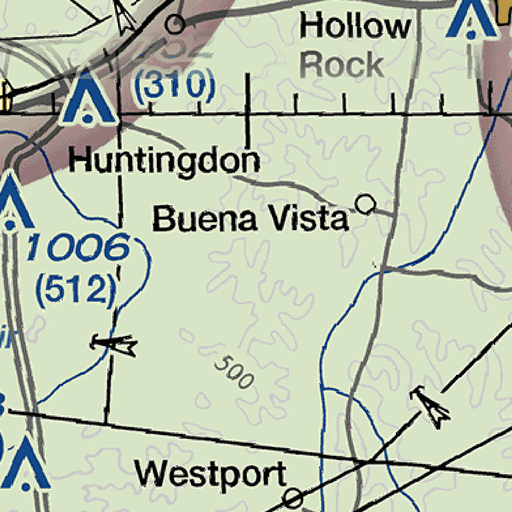 Hollow
Rock
(310)
Huntingdon
Buena Vista
1006
(512)
500
Westport